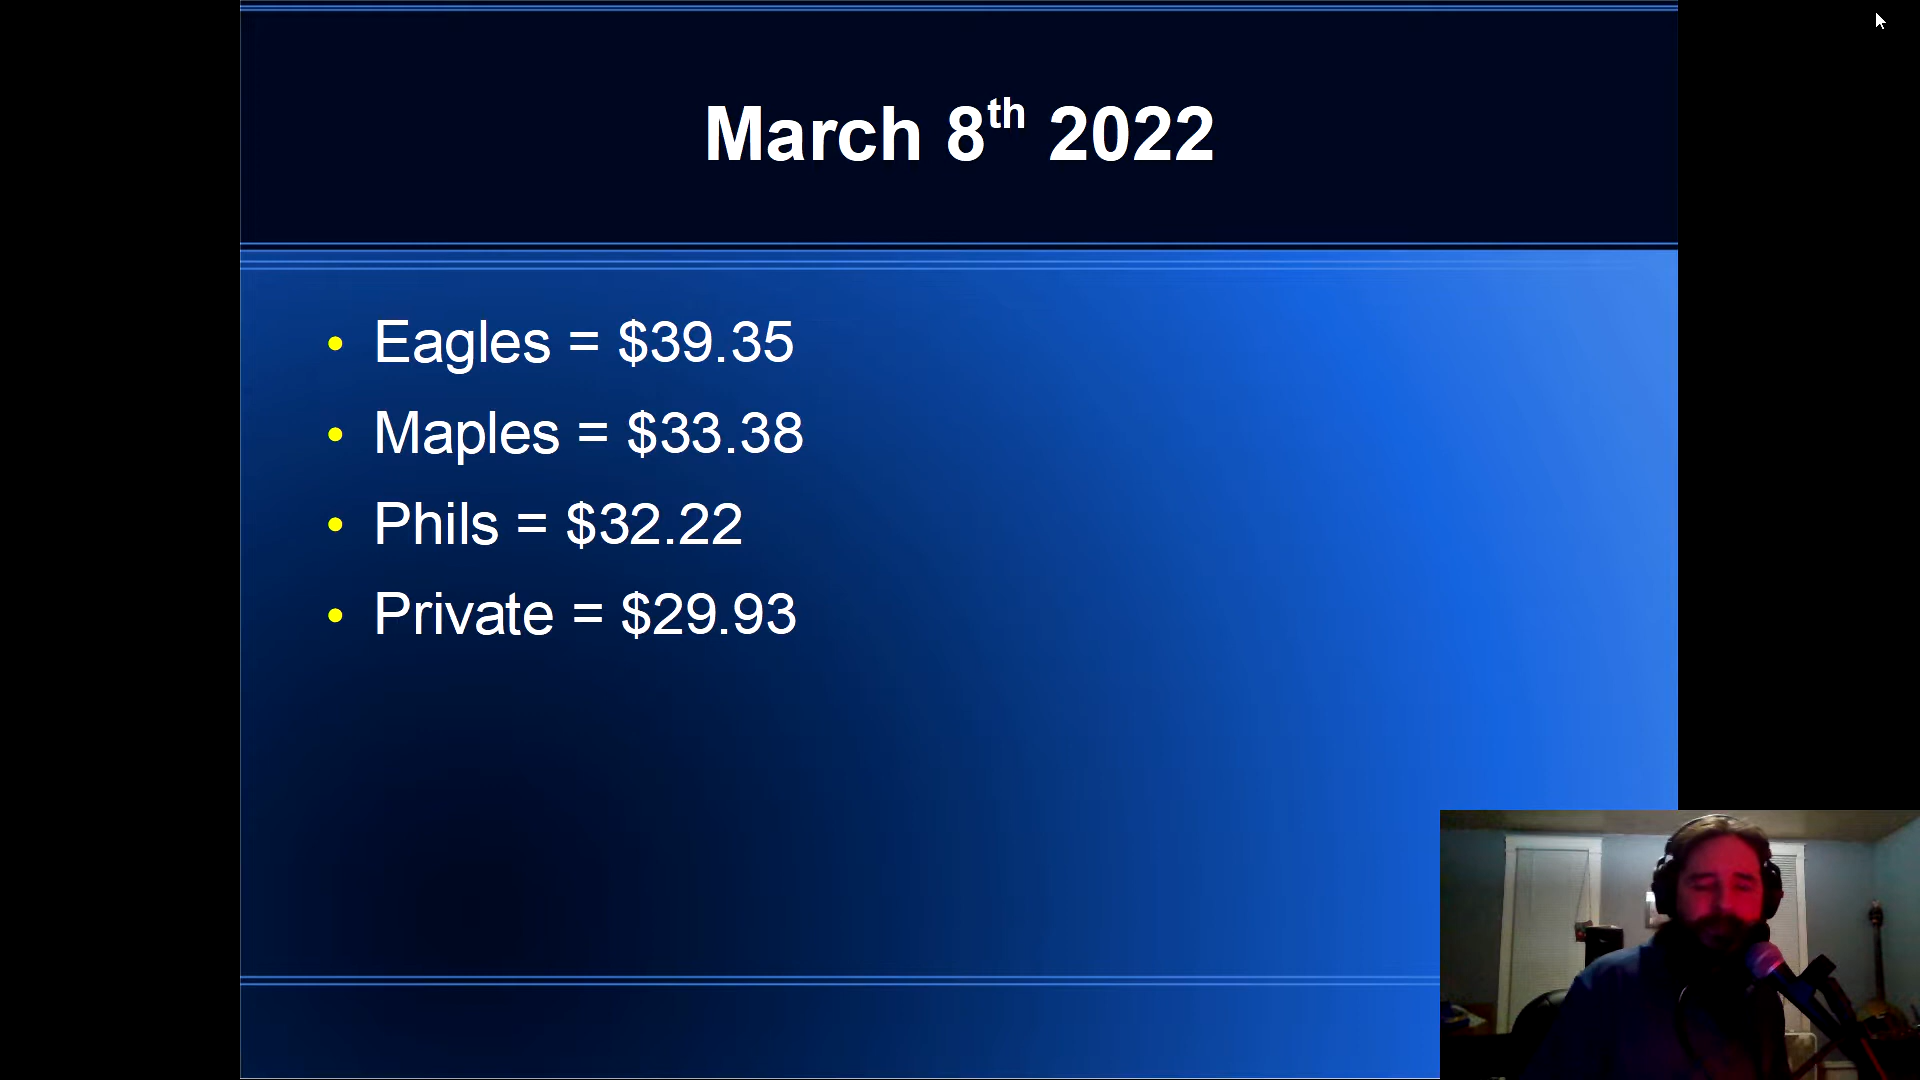 March 8th 2022
• Eagles = $39.35
• Maples = $33.38
• Phils = $32.22
• Private = $29.93